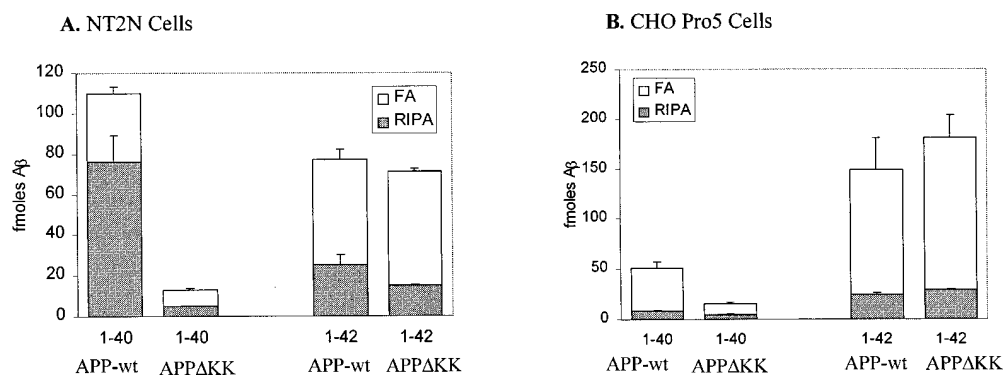 A. NT2N Cells
120
100
80
60
40
20
0
fmoles Aβ
FA
RIPA
1-40 1-40 1-42 1-42
APP-wt APPΔKK APP-wt APPΔKK
B. CHO Pro5 Cells
250
200
150
100
50
0
fmoles Aβ
FA
RIPA
1-40 1-40 1-42 1-42
APP-wt APPΔKK APP-wt APPΔKK